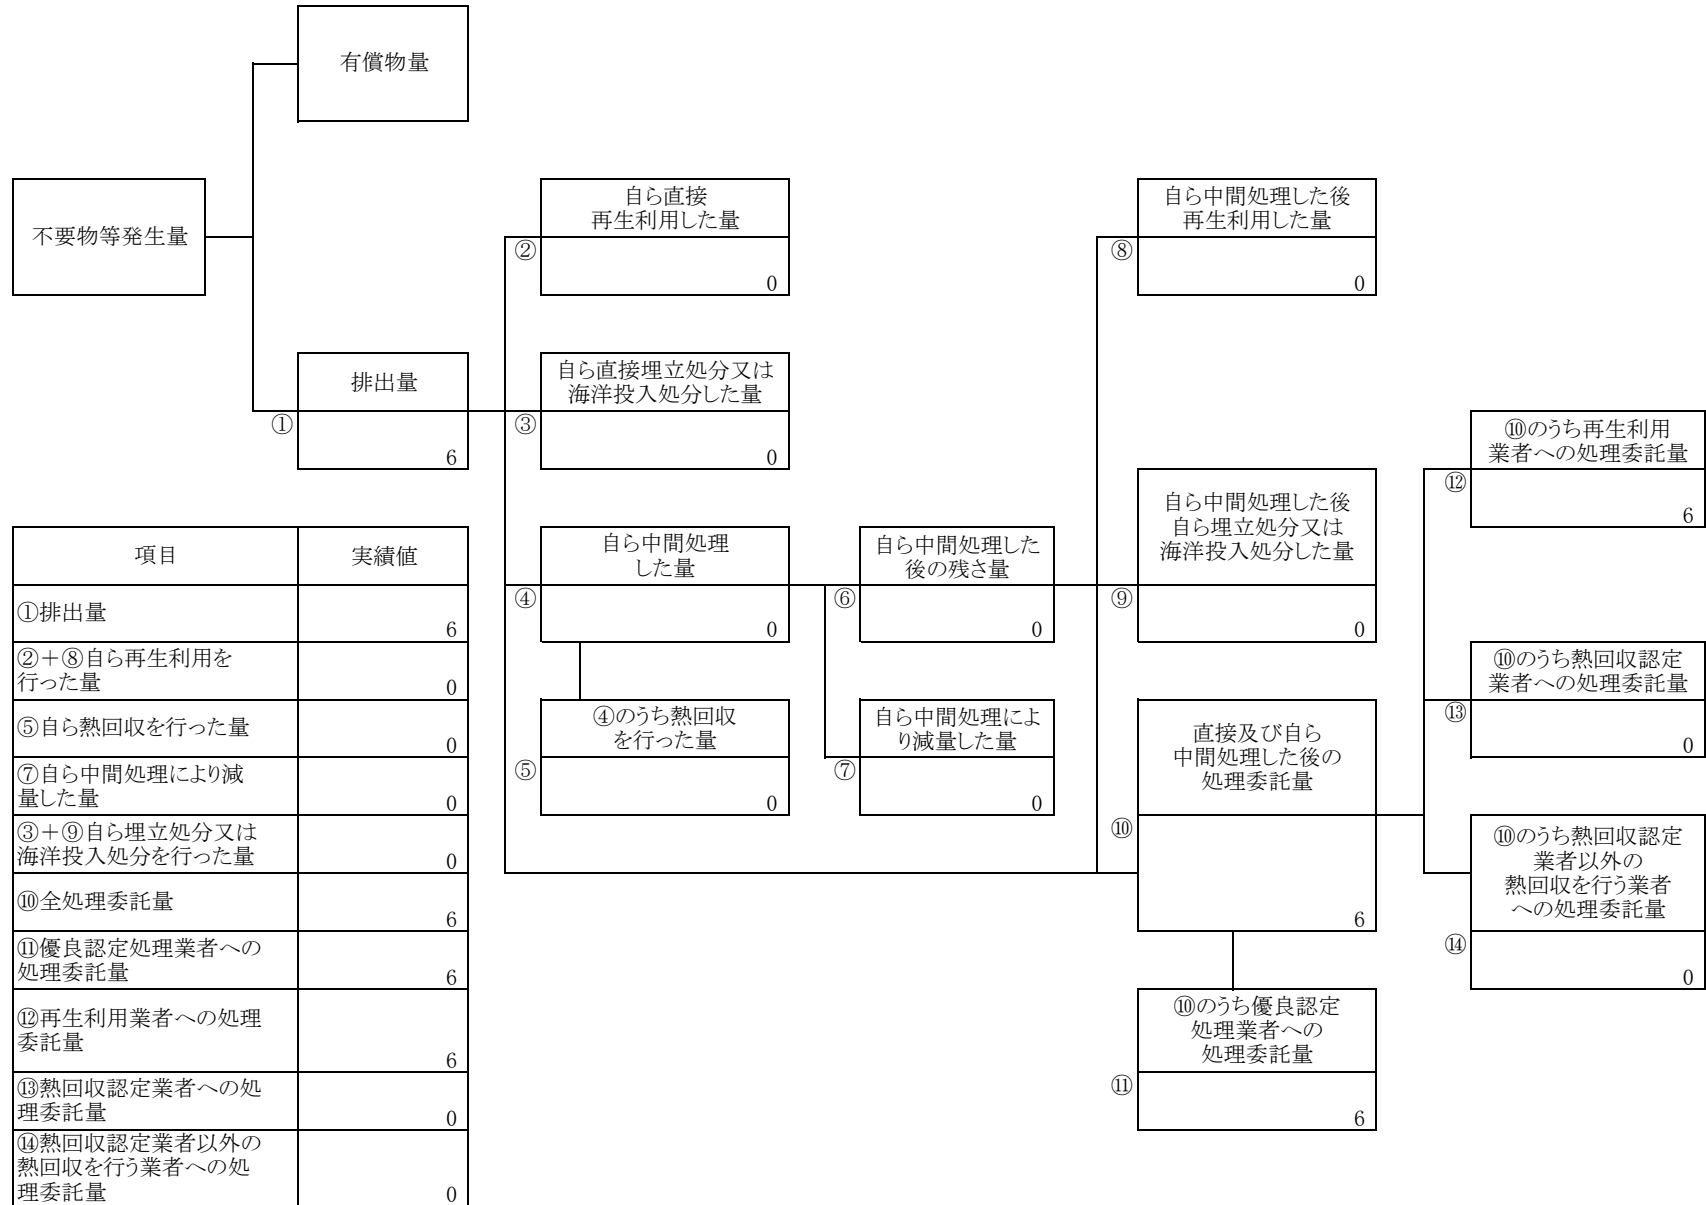 有償物量
不要物等発生量
自ら直接
再生利用した量
②
0
自ら中間処理した後
再生利用した量
⑧
0
排出量
①
6
自ら直接埋立処分又は
海洋投入処分した量
③
0
⑩のうち再生利用
業者への処理委託量
⑫
6
自ら中間処理
した量
④
0
自ら中間処理した
後の残さ量
⑥
0
自ら中間処理した後
自ら埋立処分又は
海洋投入処分した量
⑨
0
⑩のうち熱回収認定
業者への処理委託量
⑬
0
④のうち熱回収
を行った量
⑤
0
自ら中間処理によ
り減量した量
⑦
0
直接及び自ら
中間処理した後の
処理委託量
⑩
6
⑩のうち熱回収認定
業者以外の
熱回収を行う業者
への処理委託量
⑭
0
⑩のうち優良認定
処理業者への
処理委託量
⑪
6
項目 実績値
①排出量
6
②＋⑧自ら再生利用を
行った量
0
⑤自ら熱回収を行った量
0
⑦自ら中間処理により減
量した量
0
③＋⑨自ら埋立処分又は
海洋投入処分を行った量
0
⑩全処理委託量
6
⑪優良認定処理業者への
処理委託量
6
⑫再生利用業者への処理
委託量
6
⑬熱回収認定業者への処
理委託量
0
⑭熱回収認定業者以外の
熱回収を行う業者への処
理委託量
0